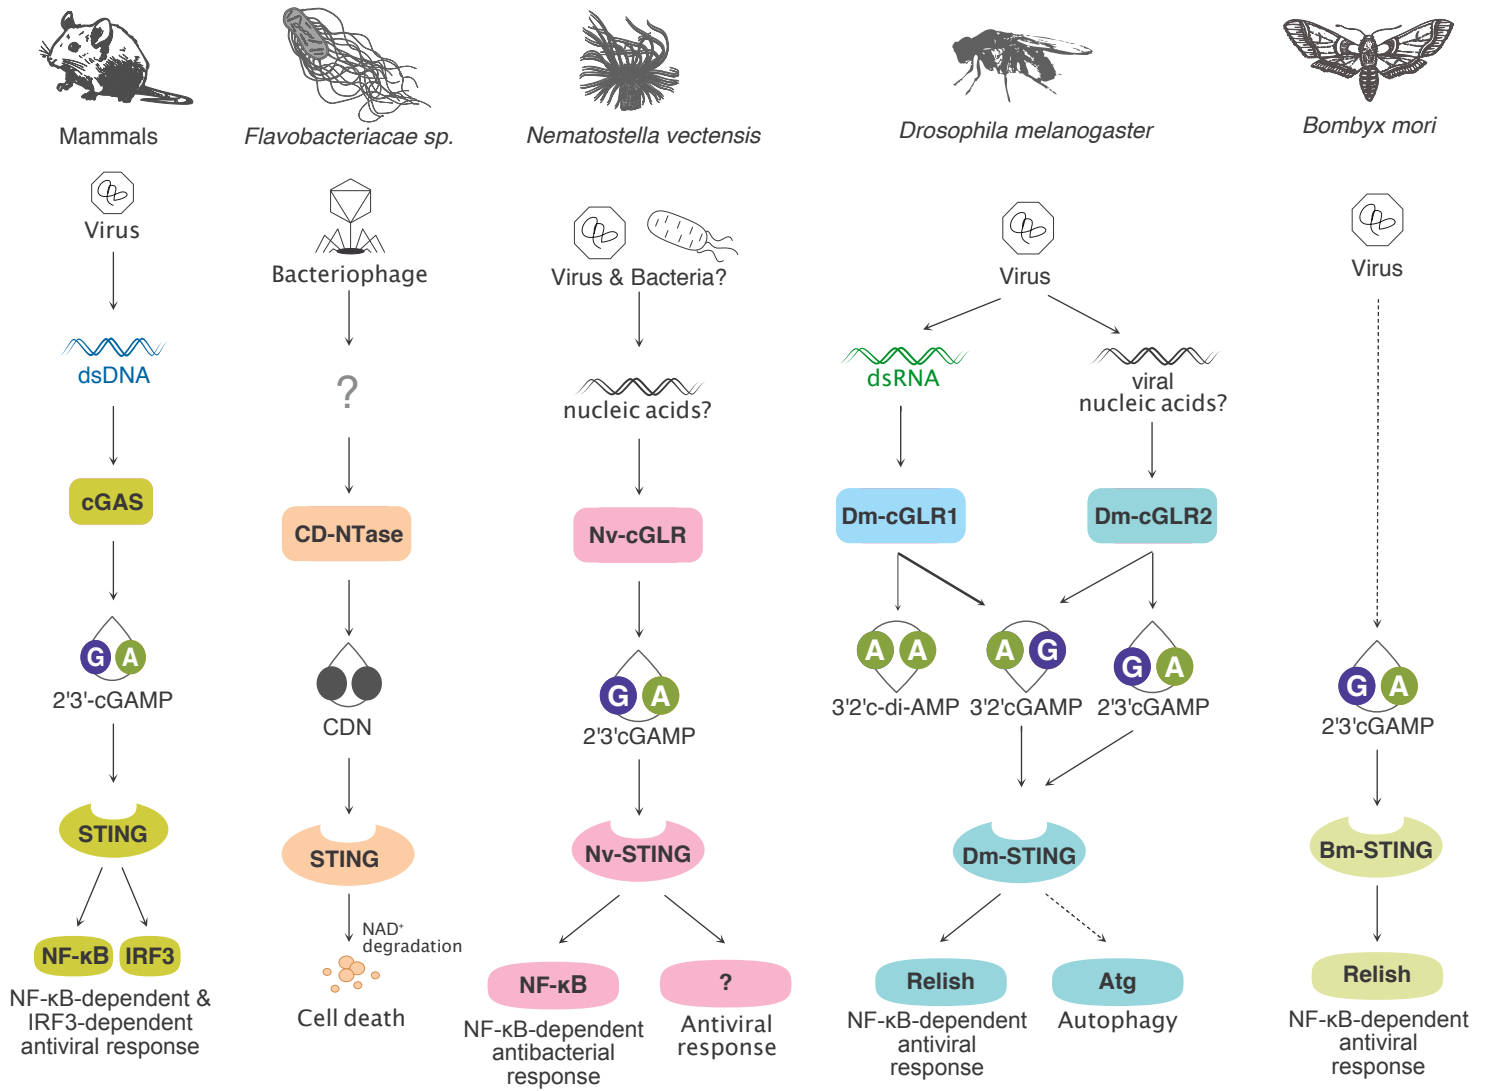 Mammals
Virus
dsDNA
cGAS
G A
2'3'-cGAMP
STING
NF-κB IRF3
NF-κB-dependent &
IRF3-dependent
antiviral response
Flavobacteriacae sp.
Bacteriophage
?
CD-NTase
CDN
STING
NAD+
degradation
Cell death
Nematostella vectensis
Virus & Bacteria?
nucleic acids?
Nv-cGLR
G A
2'3'cGAMP
Nv-STING
NF-κB
NF-κB-dependent
antibacterial
response
?
Antiviral
response
Drosophila melanogaster
Virus
dsRNA
viral
nucleic acids?
Dm-cGLR1
Dm-cGLR2
A A
3'2'c-di-AMP
A G
3'2'cGAMP
G A
2'3'cGAMP
Dm-STING
Relish
NF-κB-dependent
antiviral
response
Atg
Autophagy
Bombyx mori
Virus
G A
2'3'cGAMP
Bm-STING
Relish
NF-κB-dependent
antiviral
response